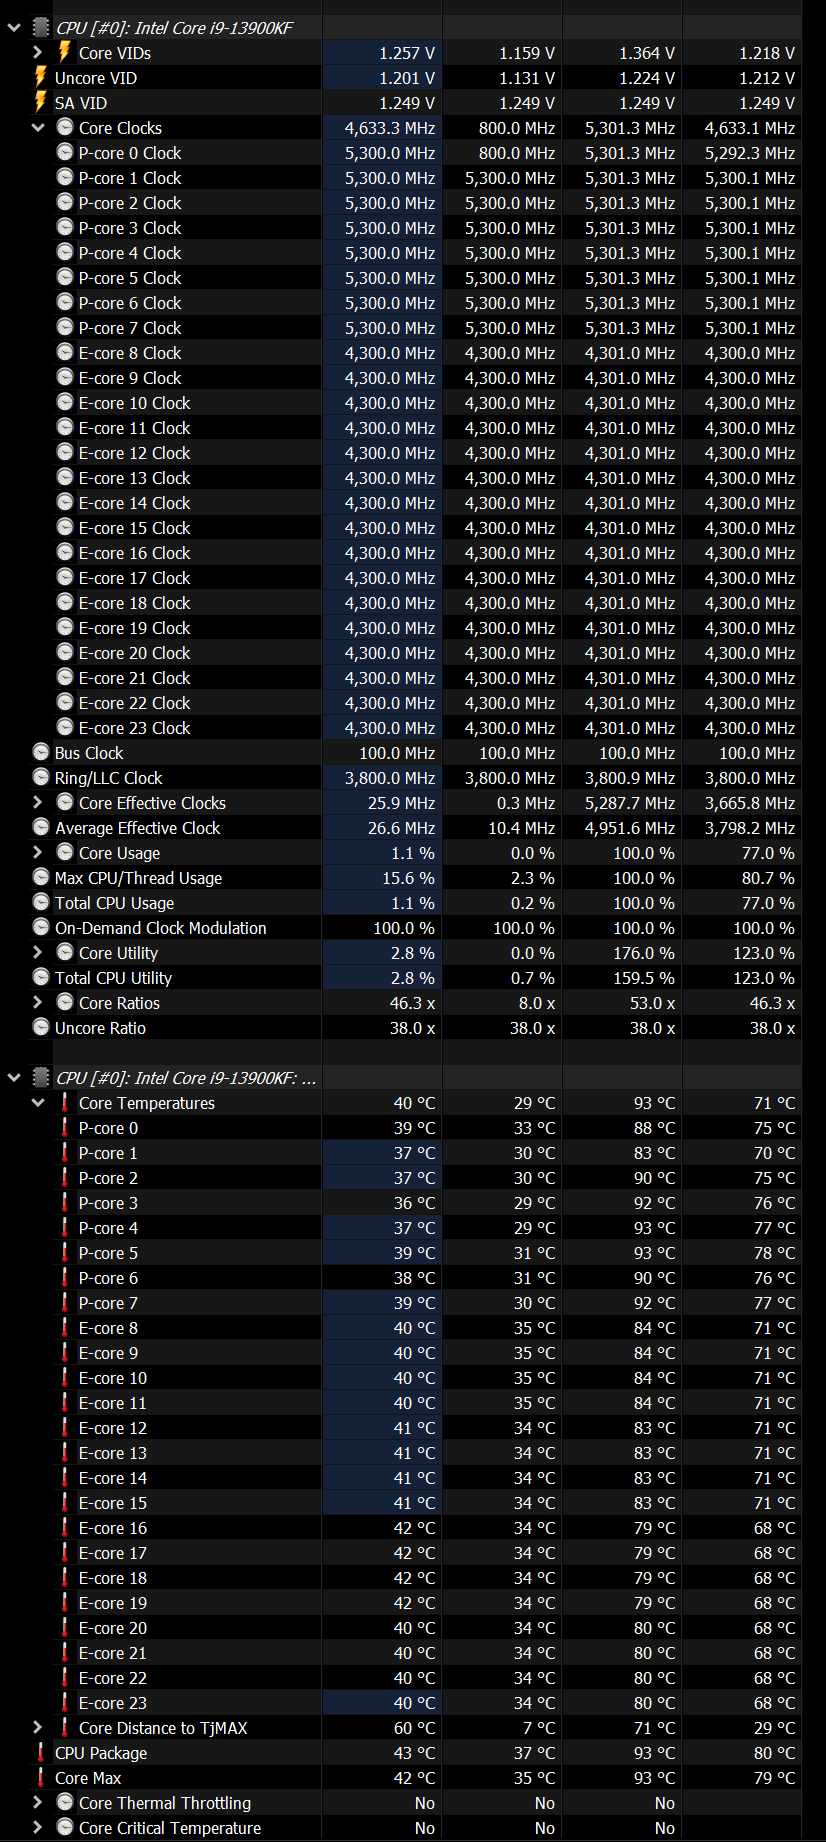 CPU [#0]: Intel Core i9-13900KF
Core VIDs 1.257 V 1.159 V 1.364 V 1.218 V
Uncore VID 1.201 V 1.131 V 1.224 V 1.212 V
SA VID 1.249 V 1.249 V 1.249 V 1.249 V
Core Clocks 4,633.3 MHz 800.0 MHz 5,301.3 MHz 4,633.1 MHz
P-core 0 Clock 5,300.0 MHz 800.0 MHz 5,301.3 MHz 5,292.3 MHz
P-core 1 Clock 5,300.0 MHz 5,300.0 MHz 5,301.3 MHz 5,300.1 MHz
P-core 2 Clock 5,300.0 MHz 5,300.0 MHz 5,301.3 MHz 5,300.1 MHz
P-core 3 Clock 5,300.0 MHz 5,300.0 MHz 5,301.3 MHz 5,300.1 MHz
P-core 4 Clock 5,300.0 MHz 5,300.0 MHz 5,301.3 MHz 5,300.1 MHz
P-core 5 Clock 5,300.0 MHz 5,300.0 MHz 5,301.3 MHz 5,300.1 MHz
P-core 6 Clock 5,300.0 MHz 5,300.0 MHz 5,301.3 MHz 5,300.1 MHz
P-core 7 Clock 5,300.0 MHz 5,300.0 MHz 5,301.3 MHz 5,300.1 MHz
E-core 8 Clock 4,300.0 MHz 4,300.0 MHz 4,301.0 MHz 4,300.0 MHz
E-core 9 Clock 4,300.0 MHz 4,300.0 MHz 4,301.0 MHz 4,300.0 MHz
E-core 10 Clock 4,300.0 MHz 4,300.0 MHz 4,301.0 MHz 4,300.0 MHz
E-core 11 Clock 4,300.0 MHz 4,300.0 MHz 4,301.0 MHz 4,300.0 MHz
E-core 12 Clock 4,300.0 MHz 4,300.0 MHz 4,301.0 MHz 4,300.0 MHz
E-core 13 Clock 4,300.0 MHz 4,300.0 MHz 4,301.0 MHz 4,300.0 MHz
E-core 14 Clock 4,300.0 MHz 4,300.0 MHz 4,301.0 MHz 4,300.0 MHz
E-core 15 Clock 4,300.0 MHz 4,300.0 MHz 4,301.0 MHz 4,300.0 MHz
E-core 16 Clock 4,300.0 MHz 4,300.0 MHz 4,301.0 MHz 4,300.0 MHz
E-core 17 Clock 4,300.0 MHz 4,300.0 MHz 4,301.0 MHz 4,300.0 MHz
E-core 18 Clock 4,300.0 MHz 4,300.0 MHz 4,301.0 MHz 4,300.0 MHz
E-core 19 Clock 4,300.0 MHz 4,300.0 MHz 4,301.0 MHz 4,300.0 MHz
E-core 20 Clock 4,300.0 MHz 4,300.0 MHz 4,301.0 MHz 4,300.0 MHz
E-core 21 Clock 4,300.0 MHz 4,300.0 MHz 4,301.0 MHz 4,300.0 MHz
E-core 22 Clock 4,300.0 MHz 4,300.0 MHz 4,301.0 MHz 4,300.0 MHz
E-core 23 Clock 4,300.0 MHz 4,300.0 MHz 4,301.0 MHz 4,300.0 MHz
Bus Clock 100.0 MHz 100.0 MHz 100.0 MHz 100.0 MHz
Ring/LLC Clock 3,800.0 MHz 3,800.0 MHz 3,800.9 MHz 3,800.0 MHz
Core Effective Clocks 25.9 MHz 0.3 MHz 5,287.7 MHz 3,665.8 MHz
Average Effective Clock 26.6 MHz 10.4 MHz 4,951.6 MHz 3,798.2 MHz
Core Usage 1.1 % 0.0 % 100.0 % 77.0 %
Max CPU/Thread Usage 15.6 % 2.3 % 100.0 % 80.7 %
Total CPU Usage 1.1 % 0.2 % 100.0 % 77.0 %
On-Demand Clock Modulation 100.0 % 100.0 % 100.0 % 100.0 %
Core Utility 2.8 % 0.0 % 176.0 % 123.0 %
Total CPU Utility 2.8 % 0.7 % 159.5 % 123.0 %
Core Ratios 46.3 x 8.0 x 53.0 x 46.3 x
Uncore Ratio 38.0 x 38.0 x 38.0 x 38.0 x
CPU [#0]: Intel Core i9-13900KF: ...
Core Temperatures 40 °C 29 °C 93 °C 71 °C
P-core 0 39 °C 33 °C 88 °C 75 °C
P-core 1 37 °C 30 °C 83 °C 70 °C
P-core 2 37 °C 30 °C 90 °C 75 °C
P-core 3 36 °C 29 °C 92 °C 76 °C
P-core 4 37 °C 29 °C 93 °C 77 °C
P-core 5 39 °C 31 °C 93 °C 78 °C
P-core 6 38 °C 31 °C 90 °C 76 °C
P-core 7 39 °C 30 °C 92 °C 77 °C
E-core 8 40 °C 35 °C 84 °C 71 °C
E-core 9 40 °C 35 °C 84 °C 71 °C
E-core 10 40 °C 35 °C 84 °C 71 °C
E-core 11 40 °C 35 °C 84 °C 71 °C
E-core 12 41 °C 34 °C 83 °C 71 °C
E-core 13 41 °C 34 °C 83 °C 71 °C
E-core 14 41 °C 34 °C 83 °C 71 °C
E-core 15 41 °C 34 °C 83 °C 71 °C
E-core 16 42 °C 34 °C 79 °C 68 °C
E-core 17 42 °C 34 °C 79 °C 68 °C
E-core 18 42 °C 34 °C 79 °C 68 °C
E-core 19 42 °C 34 °C 79 °C 68 °C
E-core 20 40 °C 34 °C 80 °C 68 °C
E-core 21 40 °C 34 °C 80 °C 68 °C
E-core 22 40 °C 34 °C 80 °C 68 °C
E-core 23 40 °C 34 °C 80 °C 68 °C
Core Distance to TjMAX 60 °C 7 °C 71 °C 29 °C
CPU Package 43 °C 37 °C 93 °C 80 °C
Core Max 42 °C 35 °C 93 °C 79 °C
Core Thermal Throttling No No No
Core Critical Temperature No No No